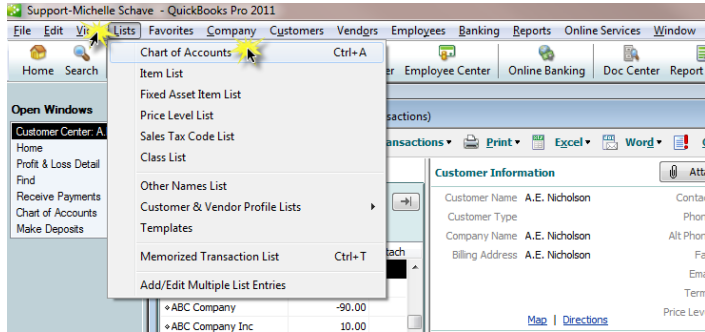 Support-Michelle Schave - QuickBooks Pro 2011
File Edit Lists Favorites Company Customers Vendors Employees Banking Reports Online Services Window
Home Search Employee Center Online Banking Doc Center Report
Chart of Accounts Ctrl+A
Item List
Fixed Asset Item List
Price Level List
Sales Tax Code List
Class List
Other Names List
Customer & Vendor Profile Lists
Templates
Memorized Transaction List Ctrl+T
Add/Edit Multiple List Entries
Open Windows
Customer Center: A.
Home
Profit & Loss Detail
Find
Receive Payments
Chart of Accounts
Make Deposits
Print Excel Word
Customer Information
Customer Name A.E. Nicholson
Customer Type
Company Name A.E. Nicholson
Billing Address A.E. Nicholson
Map | Directions
Alt Phon
Price Lev
ABC Company -90.00
ABC Company Inc 10.00